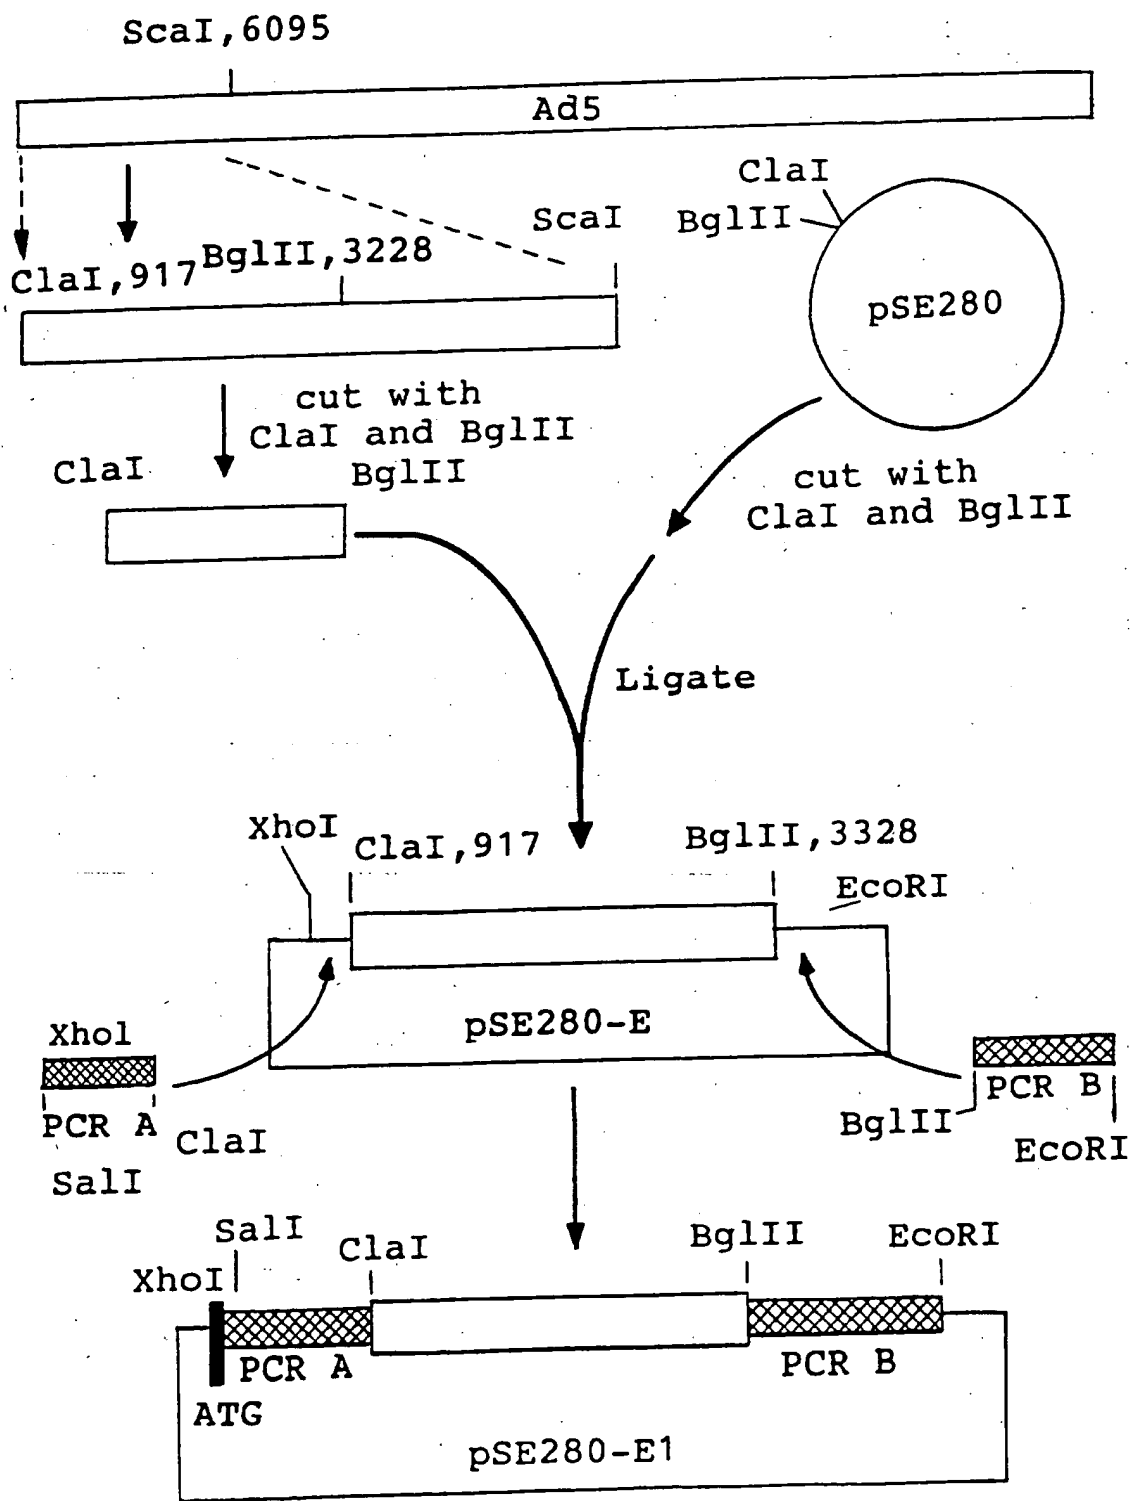 ScaI,6095
Ad5
ClaI
BglII
ScaI
ClaI,917
BglII,3228
pSE280
cut with
ClaI and BglII
ClaI
BglII
cut with
ClaI and BglII
Ligate
XhoI
ClaI,917
BglII,3328
EcoRI
pSE280-E
Xhol
PCR A
ClaI
SalI
PCR B
BglII
EcoRI
SalI
ClaI
BglII
EcoRI
XhoI
PCR A
PCR B
ATG
pSE280-E1